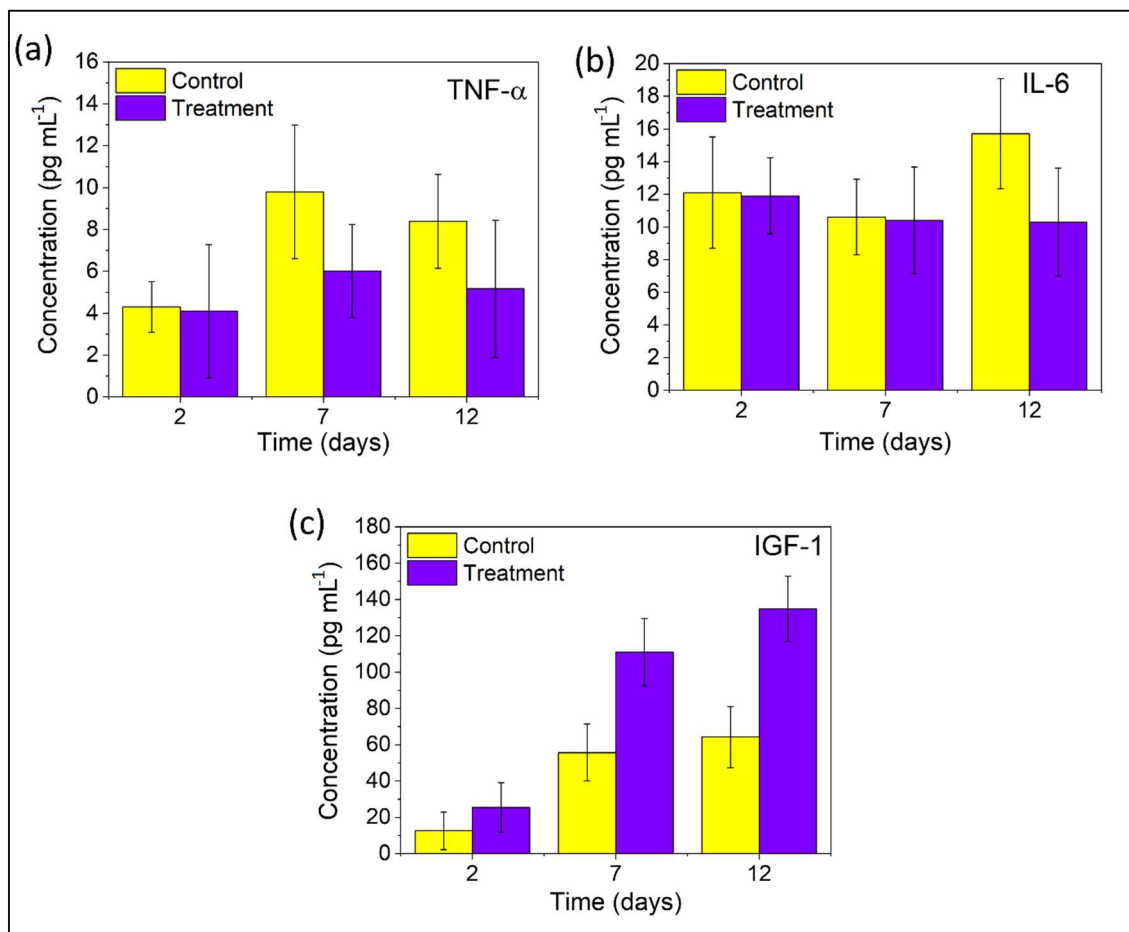 (a)
TNF-α
Control
Treatment
Concentration (pg mL⁻¹)
16
14
12
10
8
6
4
2
0
2 7 12
Time (days)
(b)
IL-6
Control
Treatment
Concentration (pg mL⁻¹)
20
18
16
14
12
10
8
6
4
2
0
2 7 12
Time (days)
(c)
IGF-1
Control
Treatment
Concentration (pg mL⁻¹)
180
160
140
120
100
80
60
40
20
0
2 7 12
Time (days)